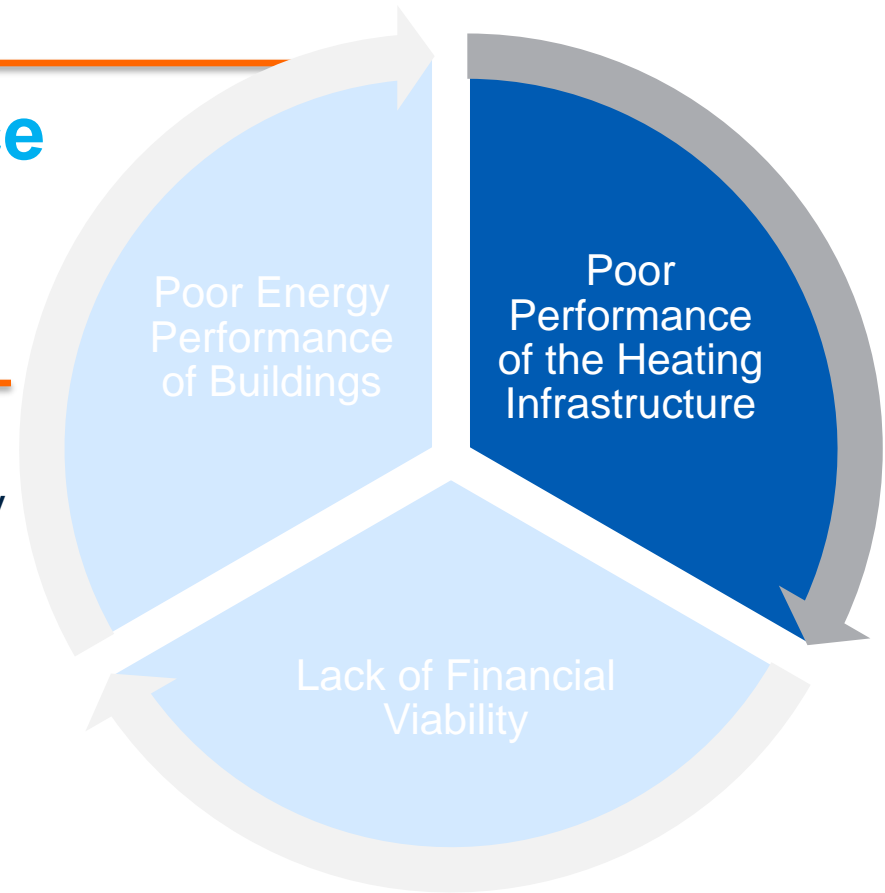 Poor Energy
Performance
of Buildings
Poor
Performance
of the Heating
Infrastructure
Lack of Financial
Viability